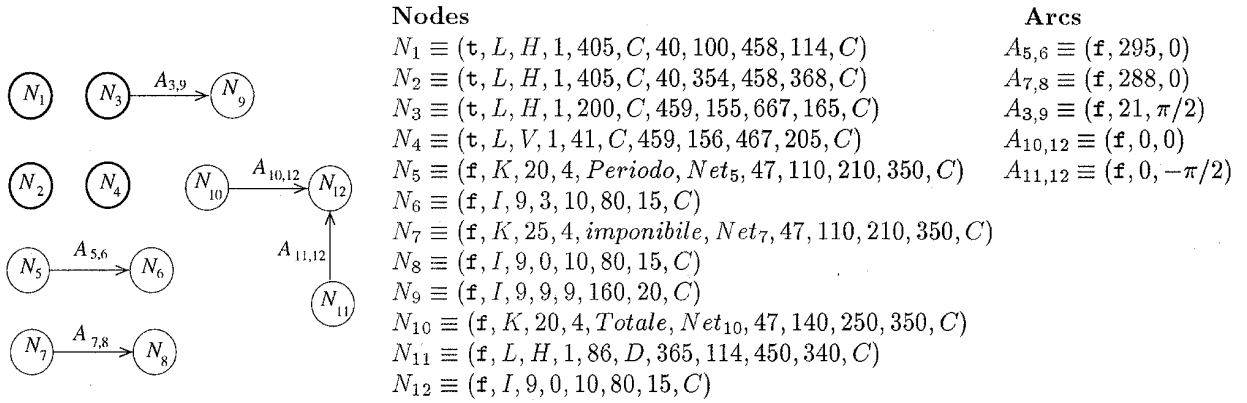 Nodes
N₁ ≡ (t, L, H, 1, 405, C, 40, 100, 458, 114, C)
N₂ ≡ (t, L, H, 1, 405, C, 40, 354, 458, 368, C)
N₃ ≡ (t, L, H, 1, 200, C, 459, 155, 667, 165, C)
N₄ ≡ (t, L, V, 1, 41, C, 459, 156, 467, 205, C)
N₅ ≡ (f, K, 20, 4, Periodo, Net₅, 47, 110, 210, 350, C)
N₆ ≡ (f, I, 9, 3, 10, 80, 15, C)
N₇ ≡ (f, K, 25, 4, imponibile, Net₇, 47, 110, 210, 350, C)
N₈ ≡ (f, I, 9, 0, 10, 80, 15, C)
N₉ ≡ (f, I, 9, 9, 9, 160, 20, C)
N₁₀ ≡ (f, K, 20, 4, Totale, Net₁₀, 47, 140, 250, 350, C)
N₁₁ ≡ (f, L, H, 1, 86, D, 365, 114, 450, 340, C)
N₁₂ ≡ (f, I, 9, 0, 10, 80, 15, C)
Arcs
A₅,₆ ≡ (f, 295, 0)
A₇,₈ ≡ (f, 288, 0)
A₃,₉ ≡ (f, 21, π/2)
A₁₀,₁₂ ≡ (f, 0, 0)
A₁₁,₁₂ ≡ (f, 0, −π/2)
N₁ N₃ A₃,₉ N₉
N₂ N₄ N₁₀ A₁₀,₁₂ N₁₂
A₁₁,₁₂
N₅ A₅,₆ N₆
N₁₁
N₇ A₇,₈ N₈